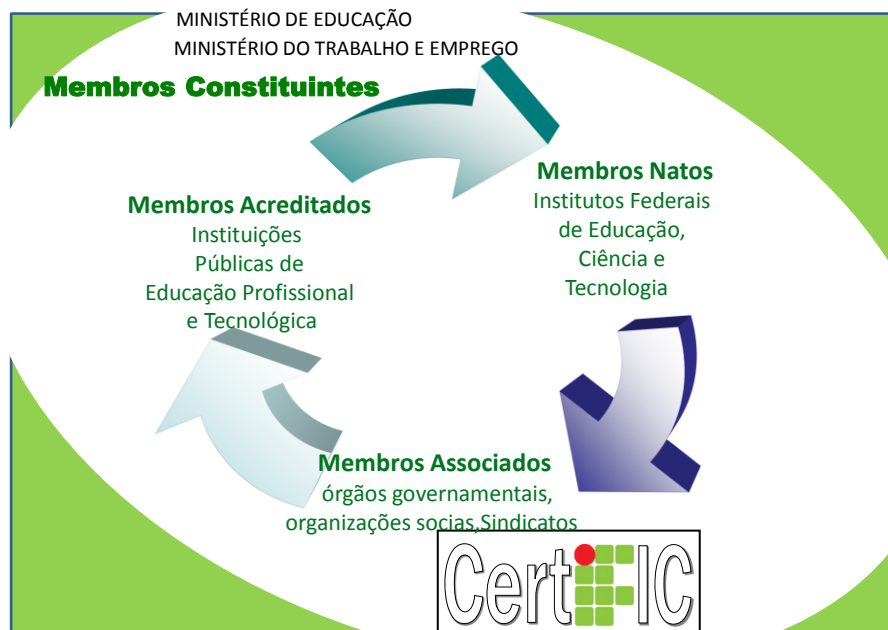 MINISTÉRIO DE EDUCAÇÃO
MINISTÉRIO DO TRABALHO E EMPREGO
Membros Constituintes
Membros Natos
Institutos Federais
de Educação,
Ciência e
Tecnologia
Membros Acreditados
Instituições
Públicas de
Educação Profissional
e Tecnológica
Membros Associados
órgãos governamentais,
organizações socias,Sindicatos
CertIFIC